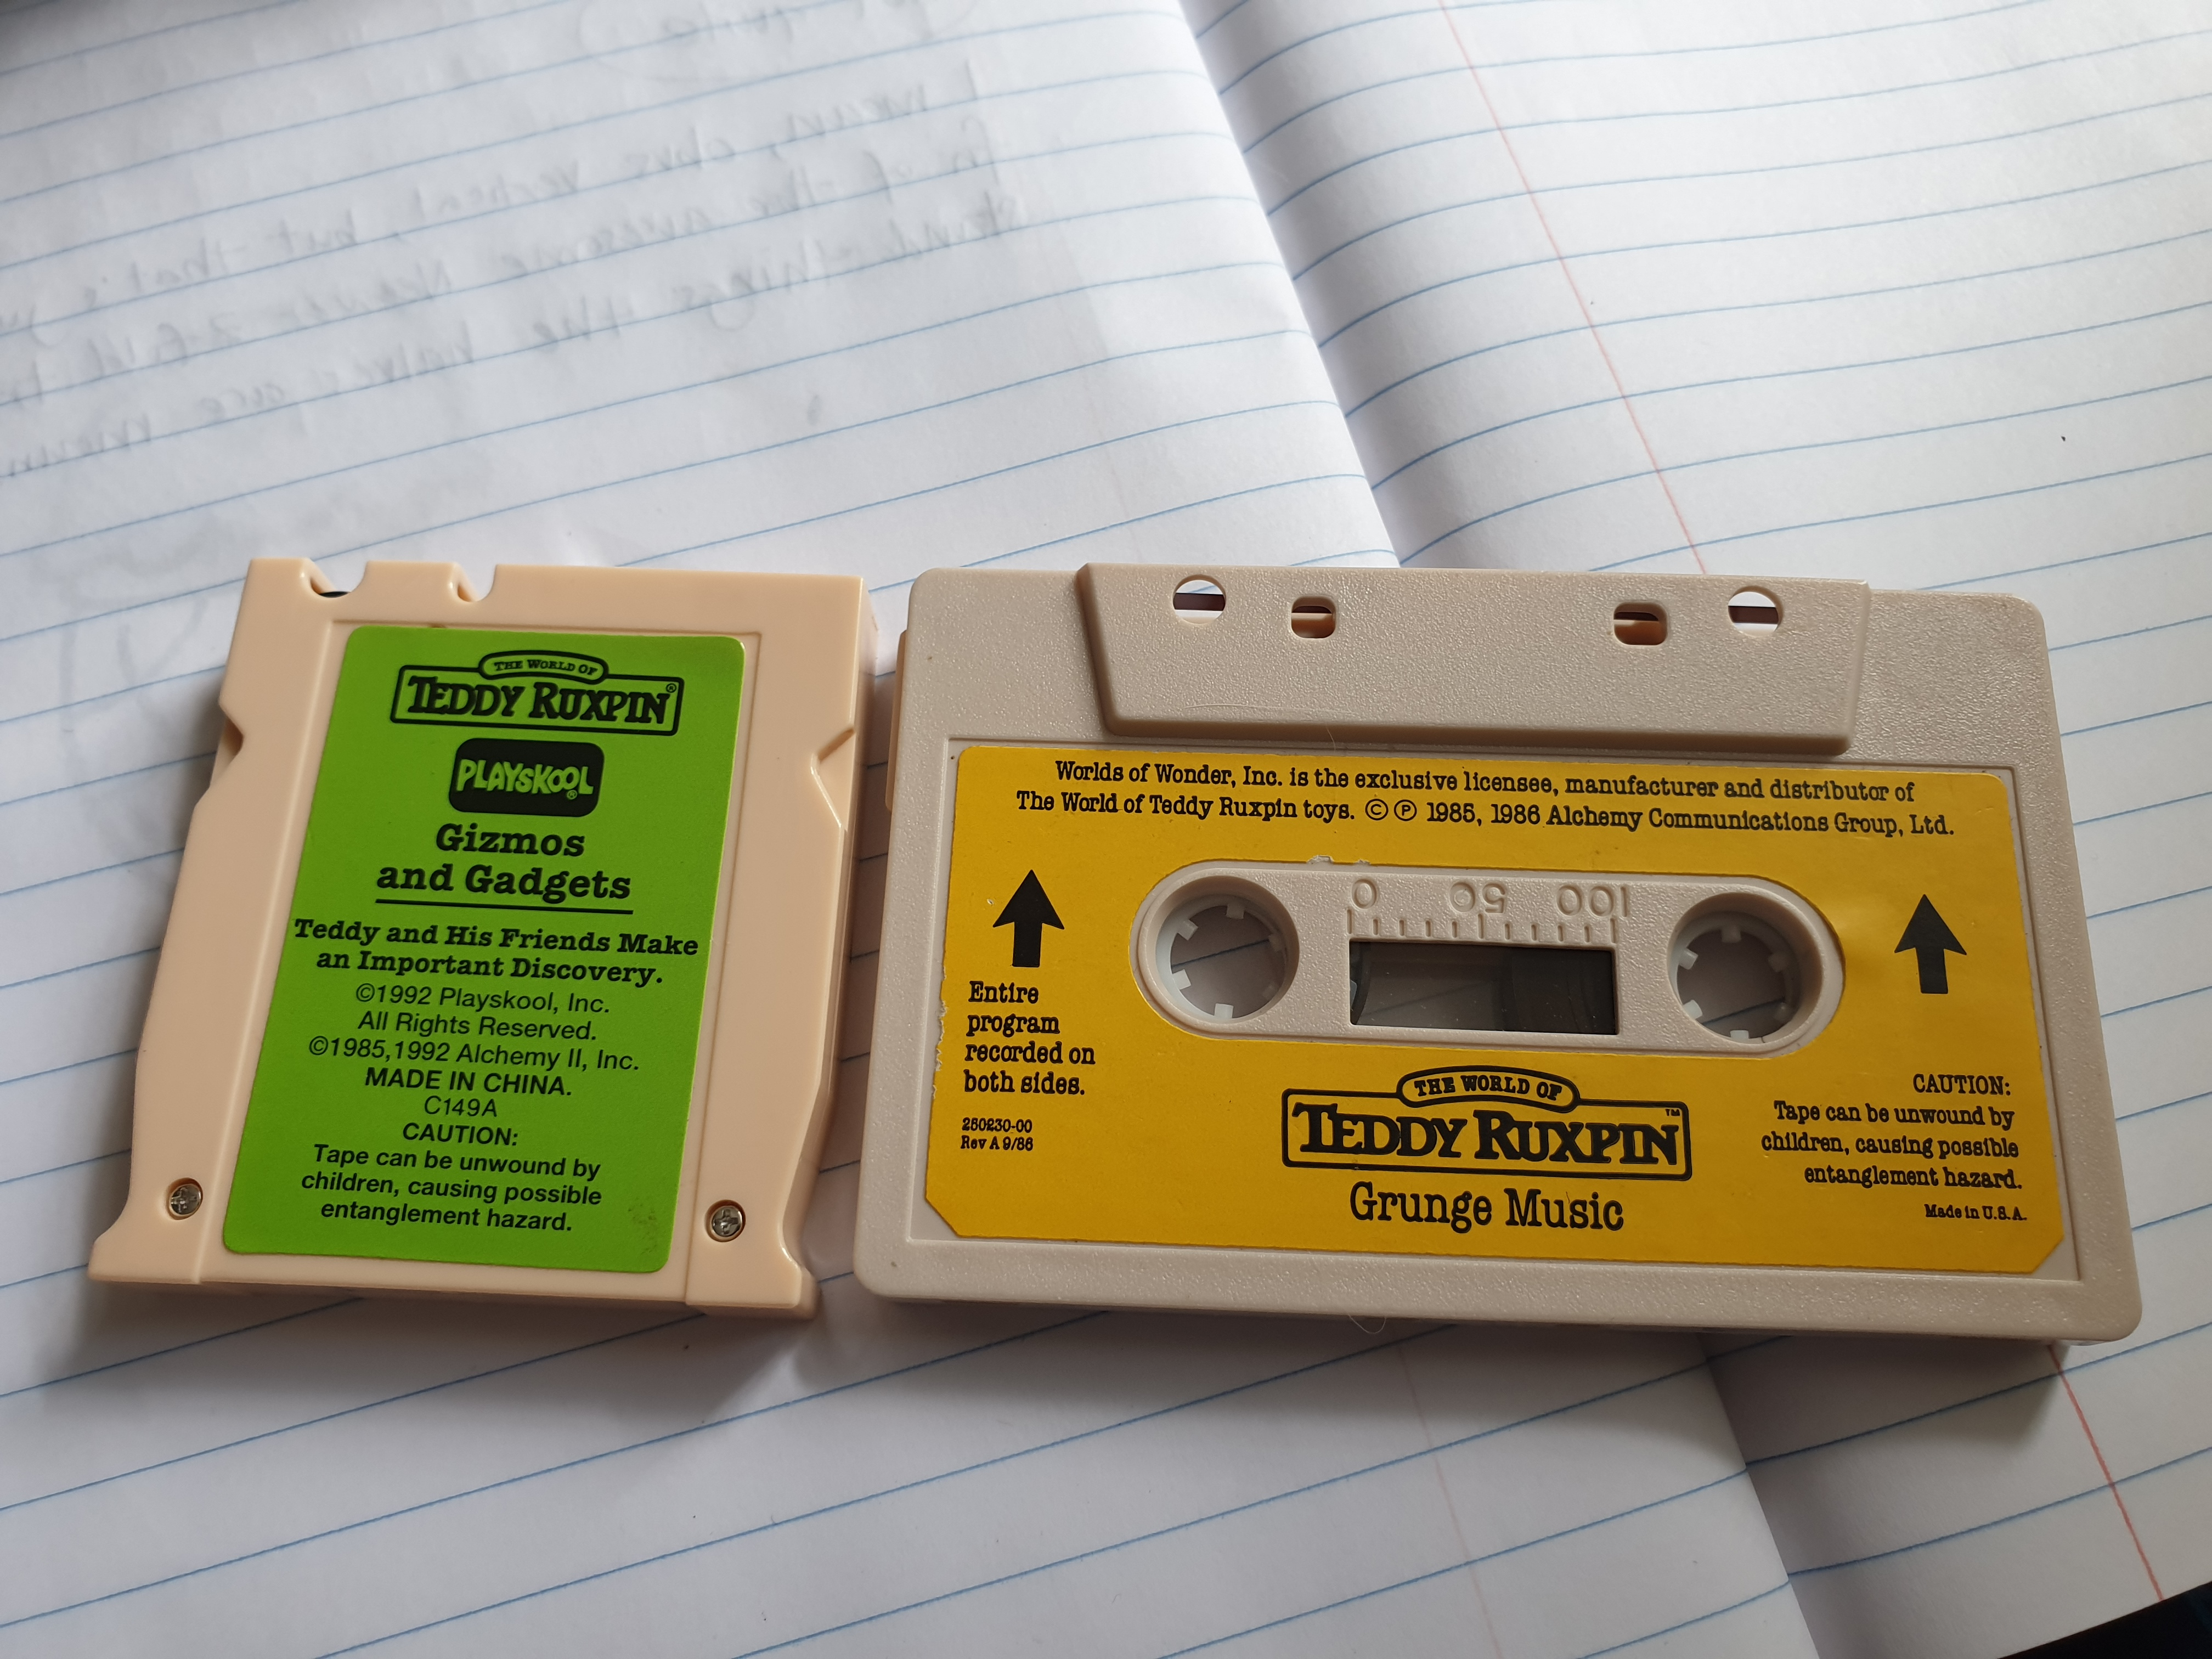 THE WORLD OF
TEDDY RUXPIN®
PLAYSKOOL®
Gizmos
and Gadgets
Teddy and His Friends Make
an Important Discovery.
©1992 Playskool, Inc.
All Rights Reserved.
©1985,1992 Alchemy II, Inc.
MADE IN CHINA.
C149A
CAUTION:
Tape can be unwound by
children, causing possible
entanglement hazard.
Worlds of Wonder, Inc. is the exclusive licensee, manufacturer and distributor of
The World of Teddy Ruxpin toys. © ℗ 1985, 1986 Alchemy Communications Group, Ltd.
0 50 100
Entire
program
recorded on
both sides.
260230-00
Rev A 9/86
THE WORLD OF
TEDDY RUXPIN™
Grunge Music
CAUTION:
Tape can be unwound by
children, causing possible
entanglement hazard.
Made in U.S.A.